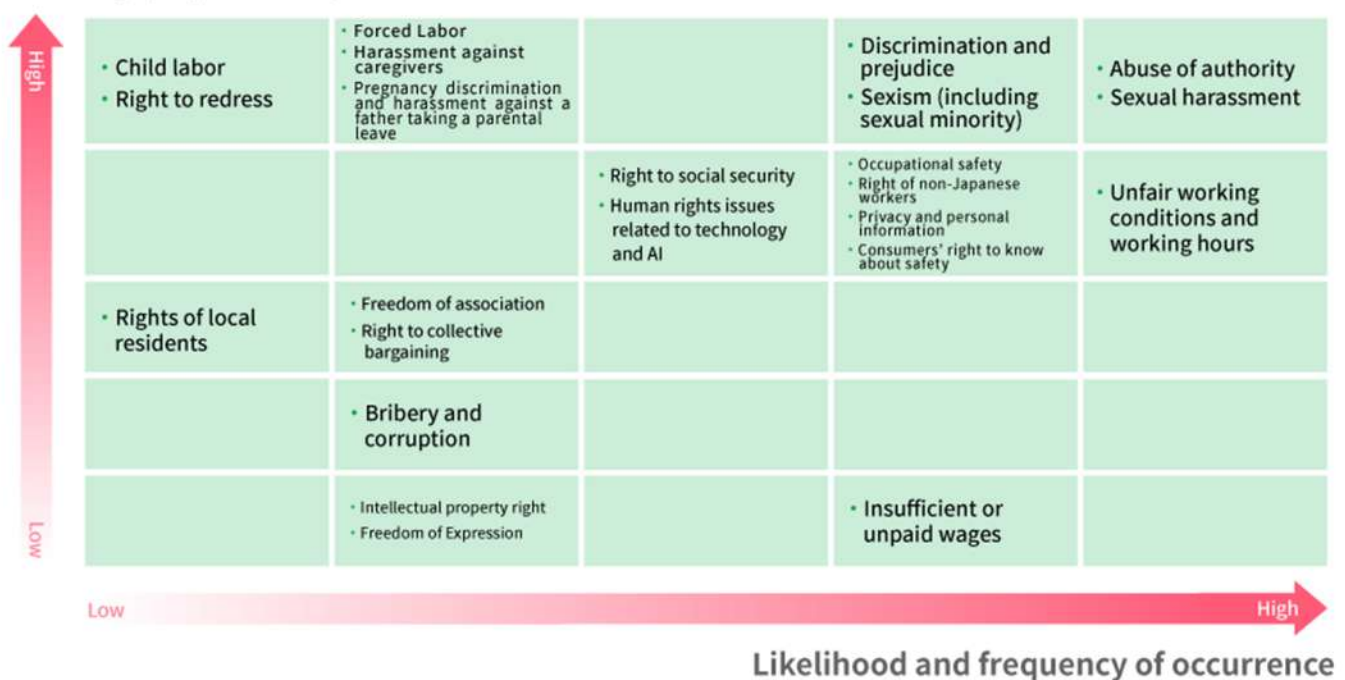 High
• Child labor
• Right to redress
• Forced Labor
• Harassment against
caregivers
• Pregnancy discrimination
and harassment against a
father taking a parental
leave
• Discrimination and
prejudice
• Sexism (including
sexual minority)
• Abuse of authority
• Sexual harassment
• Right to social security
• Human rights issues
related to technology
and AI
• Occupational safety
• Right of non-Japanese
workers
• Privacy and personal
information
• Consumers' right to know
about safety
• Unfair working
conditions and
working hours
• Rights of local
residents
• Freedom of association
• Right to collective
bargaining
• Bribery and
corruption
• Intellectual property right
• Freedom of Expression
• Insufficient or
unpaid wages
Low
Low
High
Likelihood and frequency of occurrence